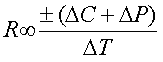 R∞ ±(ΔC + ΔP) / ΔT